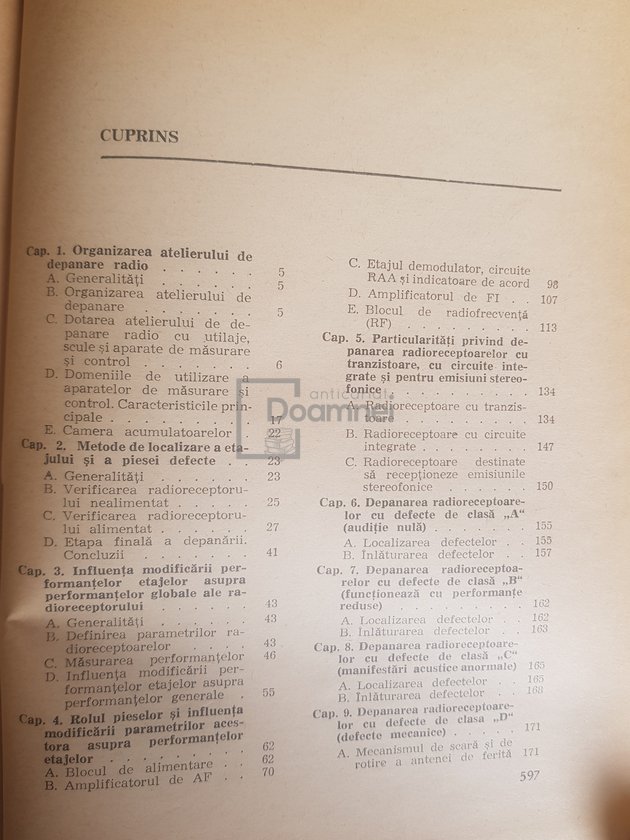 CUPRINS
Cap. 1. Organizarea atelierului de
depanare radio . . . . . . 5
A. Generalități . . . . . . 5
B. Organizarea atelierului de
depanare . . . . . . . 5
C. Dotarea atelierului de de-
panare radio cu utilaje,
scule și aparate de măsurare
și control . . . . . . . 6
D. Domeniile de utilizare a
aparatelor de măsurare și
control. Caracteristicile prin-
cipale . . . . . . . . 17
E. Camera acumulatoarelor 22
Cap. 2. Metode de localizare a eta-
jului și a piesei defecte . . 23
A. Generalități . . . . . . 23
B. Verificarea radioreceptoru-
lui nealimentat . . . . . 25
C. Verificarea radioreceptoru-
lui alimentat . . . . . . 27
D. Etapa finală a depanării.
Concluzii . . . . . . . 41
Cap. 3. Influența modificării per-
formanțelor etajelor asupra
performanțelor globale ale ra-
dioreceptorului . . . . . . 43
A. Generalități . . . . . . 43
B. Definirea parametrilor ra-
dioreceptoarelor . . . . . 43
C. Măsurarea performanțelor 46
D. Influența modificării per-
formanțelor etajelor asupra
performanțelor generale . 55
Cap. 4. Rolul pieselor și influența
modificării parametrilor aces-
tora asupra performanțelor
etajelor . . . . . . . . 62
A. Blocul de alimentare . . 62
B. Amplificatorul de AF . . 70
C. Etajul demodulator, circuite
RAA și indicatoare de acord 98
D. Amplificatorul de FI . . 107
E. Blocul de radiofrecvență
(RF) . . . . . . . . 113
Cap. 5. Particularități privind de-
panarea radioreceptoarelor cu
tranzistoare, cu circuite inte-
grate și pentru emisiuni stereo-
fonice . . . . . . . . 134
A. Radioreceptoare cu tranzis-
toare . . . . . . . . 134
B. Radioreceptoare cu circuite
integrate . . . . . . . 147
C. Radioreceptoare destinate
să recepționeze emisiunile
stereofonice . . . . . . 150
Cap. 6. Depanarea radioreceptoare-
lor cu defecte de clasă „A“
(audiție nulă) . . . . . . 155
A. Localizarea defectelor . . 155
B. Înlăturarea defectelor . . 157
Cap. 7. Depanarea radioreceptoa-
relor cu defecte de clasă „B“
(funcționează cu performanțe
reduse) . . . . . . . . 162
A. Localizarea defectelor . . 162
B. Înlăturarea defectelor . 163
Cap. 8. Depanarea radioreceptoare-
lor cu defecte de clasă „C“
(manifestări acustice anormale) 165
A. Localizarea defectelor . . 165
B. Înlăturarea defectelor . . 168
Cap. 9. Depanarea radioreceptoare-
lor cu defecte de clasa „D“
(defecte mecanice) . . . . . 171
A. Mecanismul de scară și de
rotire a antenei de ferită 171
597
anticariat
Doamnei